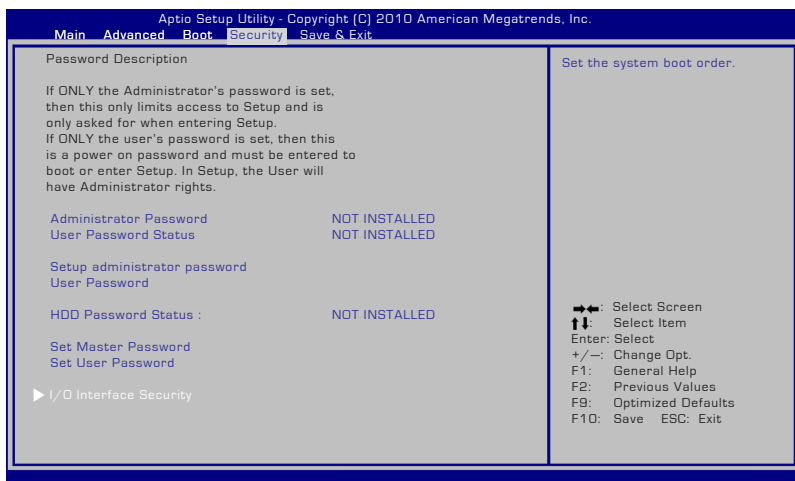 Aptio Setup Utility - Copyright (C) 2010 American Megatrends, Inc.
Main Advanced Boot Security Save & Exit
Password Description
If ONLY the Administrator's password is set,
then this only limits access to Setup and is
only asked for when entering Setup.
If ONLY the user's password is set, then this
is a power on password and must be entered to
boot or enter Setup. In Setup, the User will
have Administrator rights.
Administrator Password NOT INSTALLED
User Password Status NOT INSTALLED
Setup administrator password
User Password
HDD Password Status : NOT INSTALLED
Set Master Password
Set User Password
▶ I/O Interface Security
Set the system boot order.
→←: Select Screen
↑↓: Select Item
Enter: Select
+/—: Change Opt.
F1: General Help
F2: Previous Values
F9: Optimized Defaults
F10: Save ESC: Exit